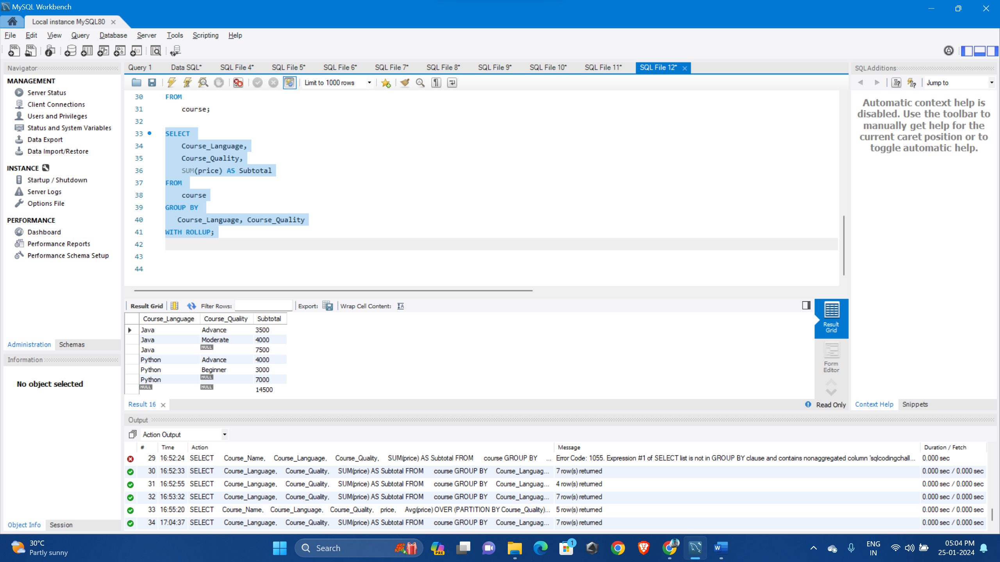 MySQL Workbench
Local instance MySQL80
File Edit View Query Database Server Tools Scripting Help
Navigator
MANAGEMENT
Server Status
Client Connections
Users and Privileges
Status and System Variables
Data Export
Data Import/Restore
INSTANCE
Startup / Shutdown
Server Logs
Options File
PERFORMANCE
Dashboard
Performance Reports
Performance Schema Setup
Administration Schemas
Information
No object selected
Object Info Session
Query 1 Data SQL* SQL File 4* SQL File 5* SQL File 6* SQL File 7* SQL File 8* SQL File 9* SQL File 10* SQL File 11* SQL File 12*
Limit to 1000 rows
30 FROM
31 course;
32
33 SELECT
34 Course_Language,
35 Course_Quality,
36 SUM(price) AS Subtotal
37 FROM
38 course
39 GROUP BY
40 Course_Language, Course_Quality
41 WITH ROLLUP;
42
43
44
Result Grid Filter Rows: Export: Wrap Cell Content:
Course_Language Course_Quality Subtotal
Java Advance 3500
Java Moderate 4000
Java NULL 7500
Python Advance 4000
Python Beginner 3000
Python NULL 7000
NULL NULL 14500
Result Grid
Form Editor
Result 16
Read Only
SQLAdditions
Jump to
Automatic context help is
disabled. Use the toolbar to
manually get help for the
current caret position or to
toggle automatic help.
Context Help Snippets
Output
Action Output
# Time Action Message Duration / Fetch
29 16:52:24 SELECT Course_Name, Course_Language, Course_Quality, SUM(price) AS Subtotal FROM course GROUP BY ... Error Code: 1055. Expression #1 of SELECT list is not in GROUP BY clause and contains nonaggregated column 'sqlcodingchall... 0.000 sec
30 16:52:33 SELECT Course_Language, Course_Quality, SUM(price) AS Subtotal FROM course GROUP BY Course_Languag... 7 row(s) returned 0.000 sec / 0.000 sec
31 16:52:55 SELECT Course_Language, Course_Quality, SUM(price) AS Subtotal FROM course GROUP BY Course_Languag... 4 row(s) returned 0.000 sec / 0.000 sec
32 16:53:32 SELECT Course_Language, Course_Quality, SUM(price) AS Subtotal FROM course GROUP BY Course_Languag... 7 row(s) returned 0.000 sec / 0.000 sec
33 16:55:20 SELECT Course_Name, Course_Language, Course_Quality, price, Avg(price) OVER (PARTITION BY Course_Quality)... 5 row(s) returned 0.000 sec / 0.000 sec
34 17:04:37 SELECT Course_Language, Course_Quality, SUM(price) AS Subtotal FROM course GROUP BY Course_Languag... 7 row(s) returned 0.000 sec / 0.000 sec
30°C
Partly sunny
Search
PRE
1
W
ENG
IN
05:04 PM
25-01-2024